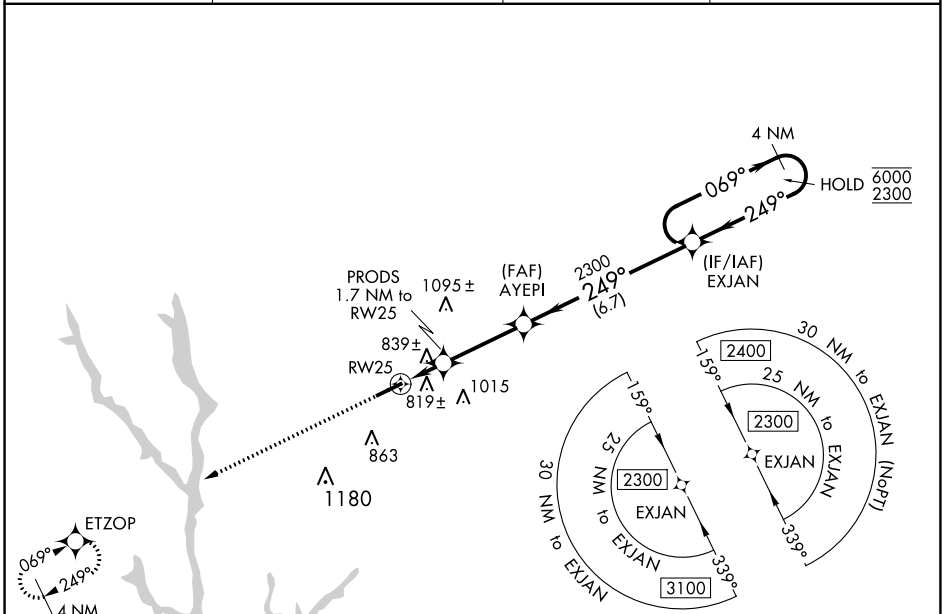 4 NM
069°
HOLD 6000
2300
249°
(IF/IAF)
EXJAN
2300
249°
(6.7)
(FAF)
AYEPI
PRODS
1.7 NM to
RW25
1095 ±
839 ±
RW25
819 ±
1015
863
1180
30 NM to EXJAN (NoPT)
2400
159°
25 NM to EXJAN
2300
EXJAN
339°
159°
25 NM to EXJAN
2300
EXJAN
30 NM to EXJAN
339°
3100
ETZOP
069°
249°
4 NM